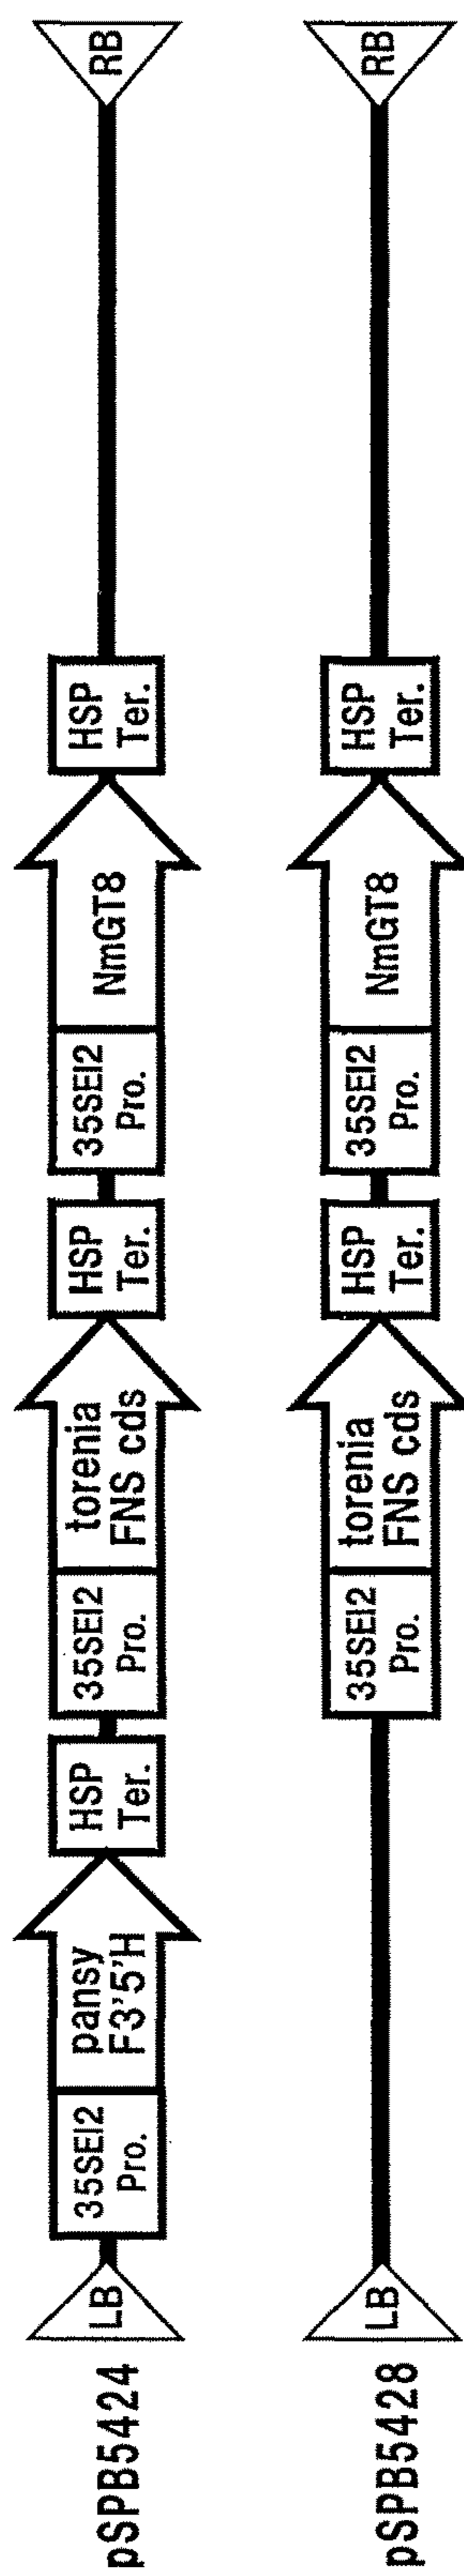 pSPB5424
LB
35SEI2
Pro.
pansy
F3'5'H
HSP
Ter.
35SEI2
Pro.
torenia
FNS cds
HSP
Ter.
35SEI2
Pro.
NmGT8
HSP
Ter.
RB
pSPB5428
LB
35SEI2
Pro.
torenia
FNS cds
HSP
Ter.
35SEI2
Pro.
NmGT8
HSP
Ter.
RB